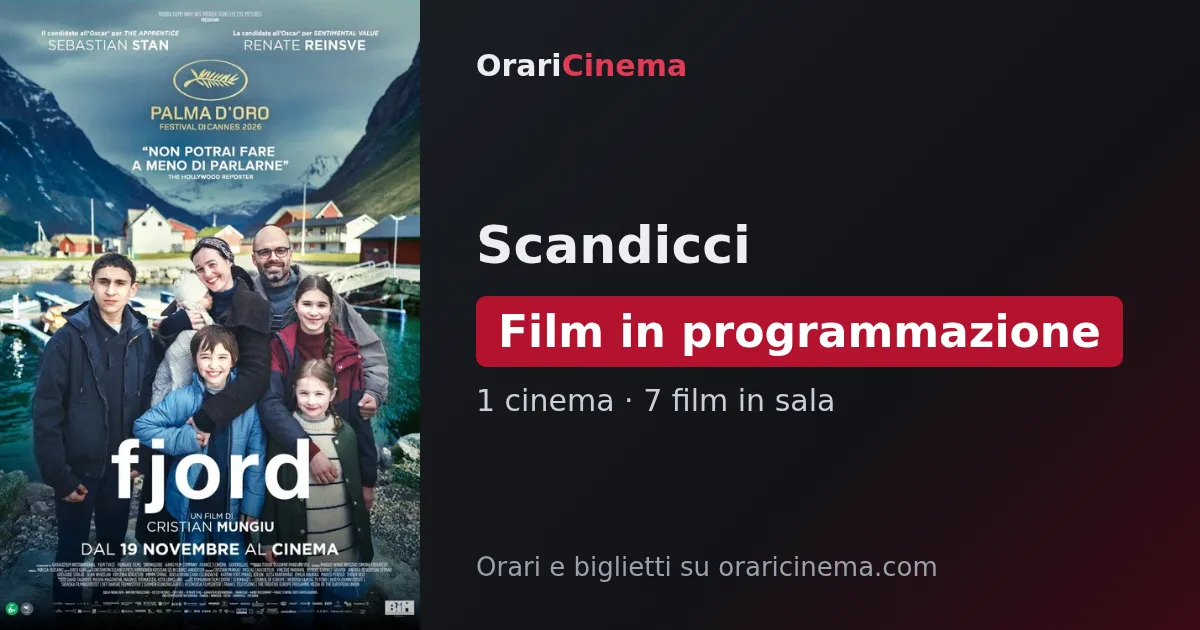 Il candidato all'Oscar® per THE APPRENTICE
SEBASTIAN STAN
La candidata all'Oscar® per SENTIMENTAL VALUE
RENATE REINSVE
PALMA D'ORO
FESTIVAL DI CANNES 2026
"NON POTRAI FARE
A MENO DI PARLARNE"
THE HOLLYWOOD REPORTER
fjord
UN FILM DI
CRISTIAN MUNGIU
DAL 19 NOVEMBRE AL CINEMA
BiM
OrariCinema
Scandicci
Film in programmazione
1 cinema · 7 film in sala
Orari e biglietti su oraricinema.com